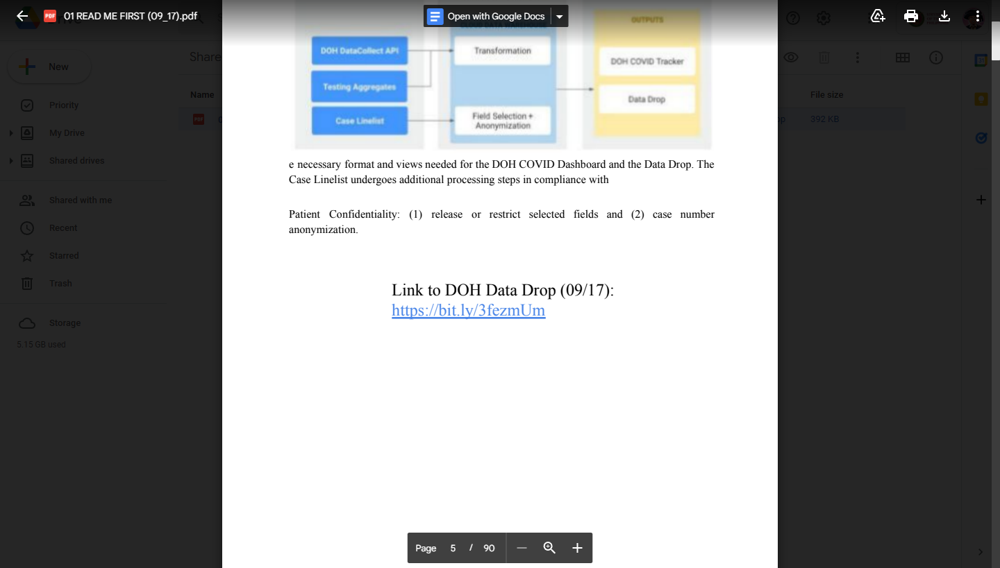 01 READ ME FIRST (09_17).pdf
Open with Google Docs
OUTPUTS
DOH DataCollect API
Transformation
DOH COVID Tracker
Testing Aggregates
Data Drop
Case Linelist
Field Selection +
Anonymization
New
Share
Name
File size
Priority
392 KB
My Drive
Shared drives
Shared with me
Recent
Starred
Trash
Storage
5.15 GB used
e necessary format and views needed for the DOH COVID Dashboard and the Data Drop. The
Case Linelist undergoes additional processing steps in compliance with
Patient Confidentiality: (1) release or restrict selected fields and (2) case number
anonymization.
Link to DOH Data Drop (09/17):
https://bit.ly/3fezmUm
Page 5 / 90